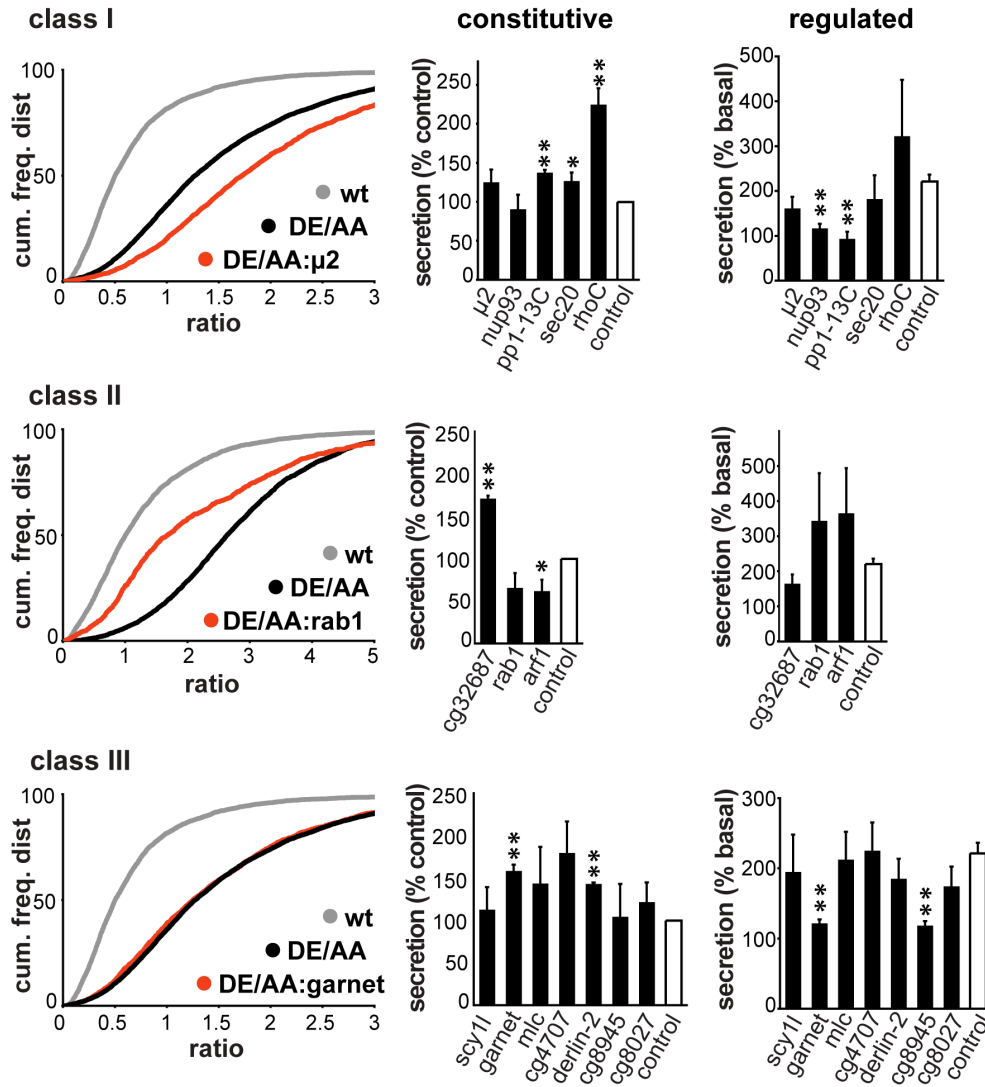 class I
constitutive
regulated
cum. freq. dist
100
50
0
0 0.5 1 1.5 2 2.5 3
ratio
wt
DE/AA
DE/AA:µ2
secretion (% control)
250
200
150
100
50
0
**
*
**
µ2
nup93
pp1-13C
sec20
rhoC
control
secretion (% basal)
500
400
300
200
100
0
**
**
µ2
nup93
pp1-13C
sec20
rhoC
control
class II
cum. freq. dist
100
50
0
0 1 2 3 4 5
ratio
wt
DE/AA
DE/AA:rab1
secretion (% control)
250
200
150
100
50
0
**
*
cg32687
rab1
arf1
control
secretion (% basal)
500
400
300
200
100
0
cg32687
rab1
arf1
control
class III
cum. freq. dist
100
50
0
0 0.5 1 1.5 2 2.5 3
ratio
wt
DE/AA
DE/AA:garnet
secretion (% control)
250
200
150
100
50
0
**
**
scy1l
garnet
mlc
cg4707
derlin-2
cg8945
cg8027
control
secretion (% basal)
300
200
100
0
**
**
scy1l
garnet
mlc
cg4707
derlin-2
cg8945
cg8027
control